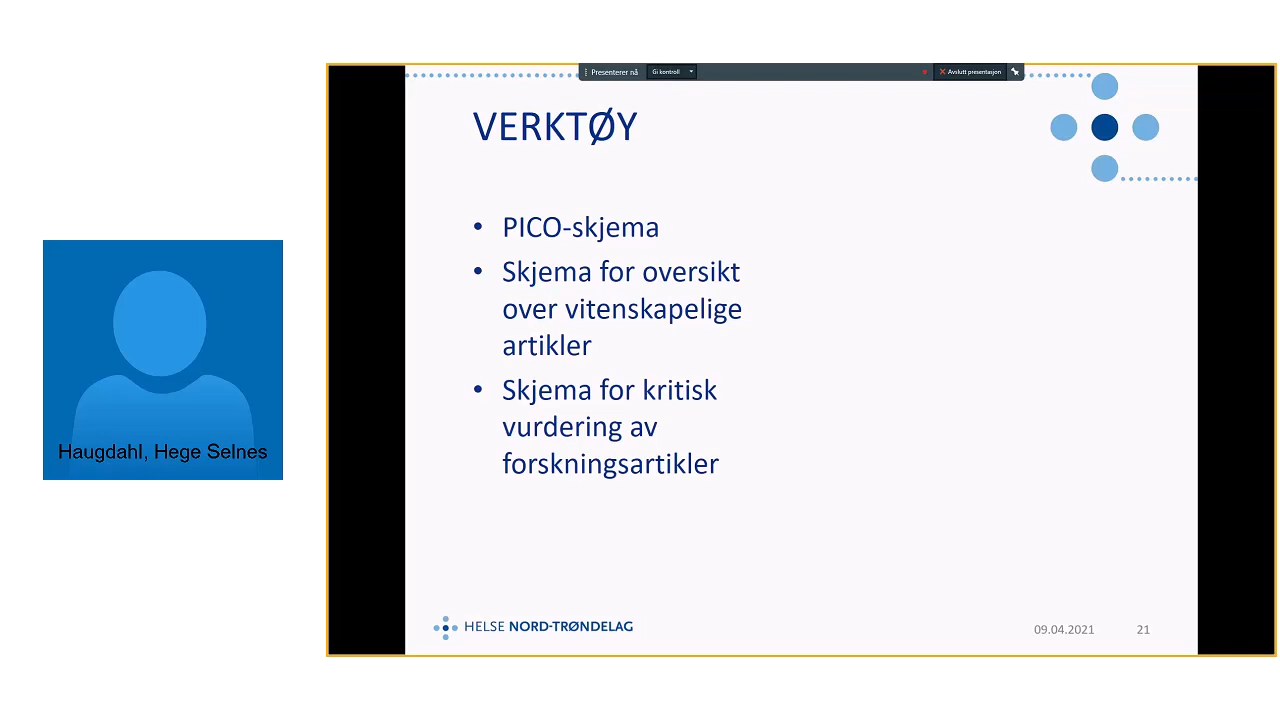 Presenterer nå
Gi kontroll
Avslutt presentasjon
VERKTØY
• PICO-skjema
• Skjema for oversikt
over vitenskapelige
artikler
• Skjema for kritisk
vurdering av
forskningsartikler
Haugdahl, Hege Selnes
HELSE NORD-TRØNDELAG
09.04.2021
21